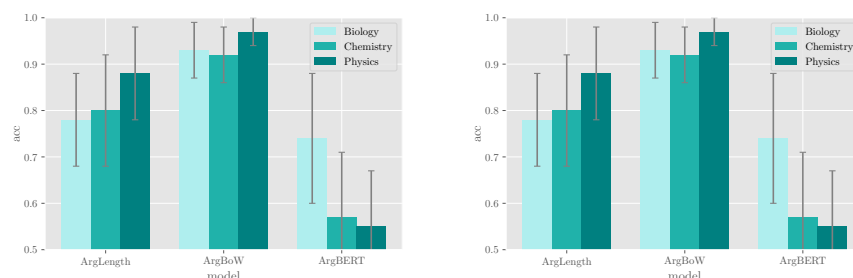 1.0
0.9
0.8
0.7
0.6
0.5
acc
Biology
Chemistry
Physics
ArgLength
ArgBoW
ArgBERT
model
1.0
0.9
0.8
0.7
0.6
0.5
acc
Biology
Chemistry
Physics
ArgLength
ArgBoW
ArgBERT
model